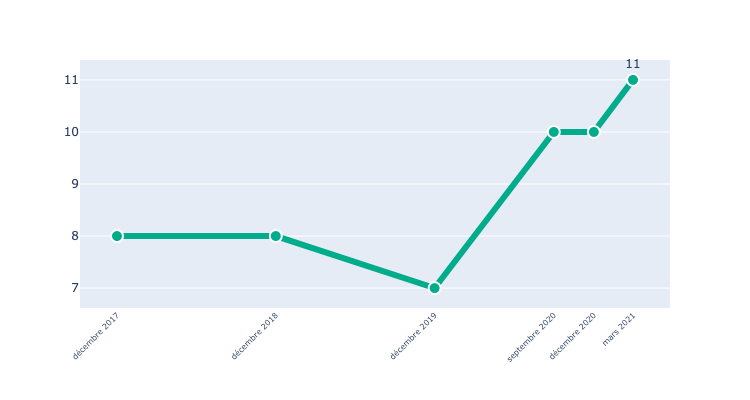 11
11
10
9
8
7
décembre 2017
décembre 2018
décembre 2019
septembre 2020
décembre 2020
mars 2021